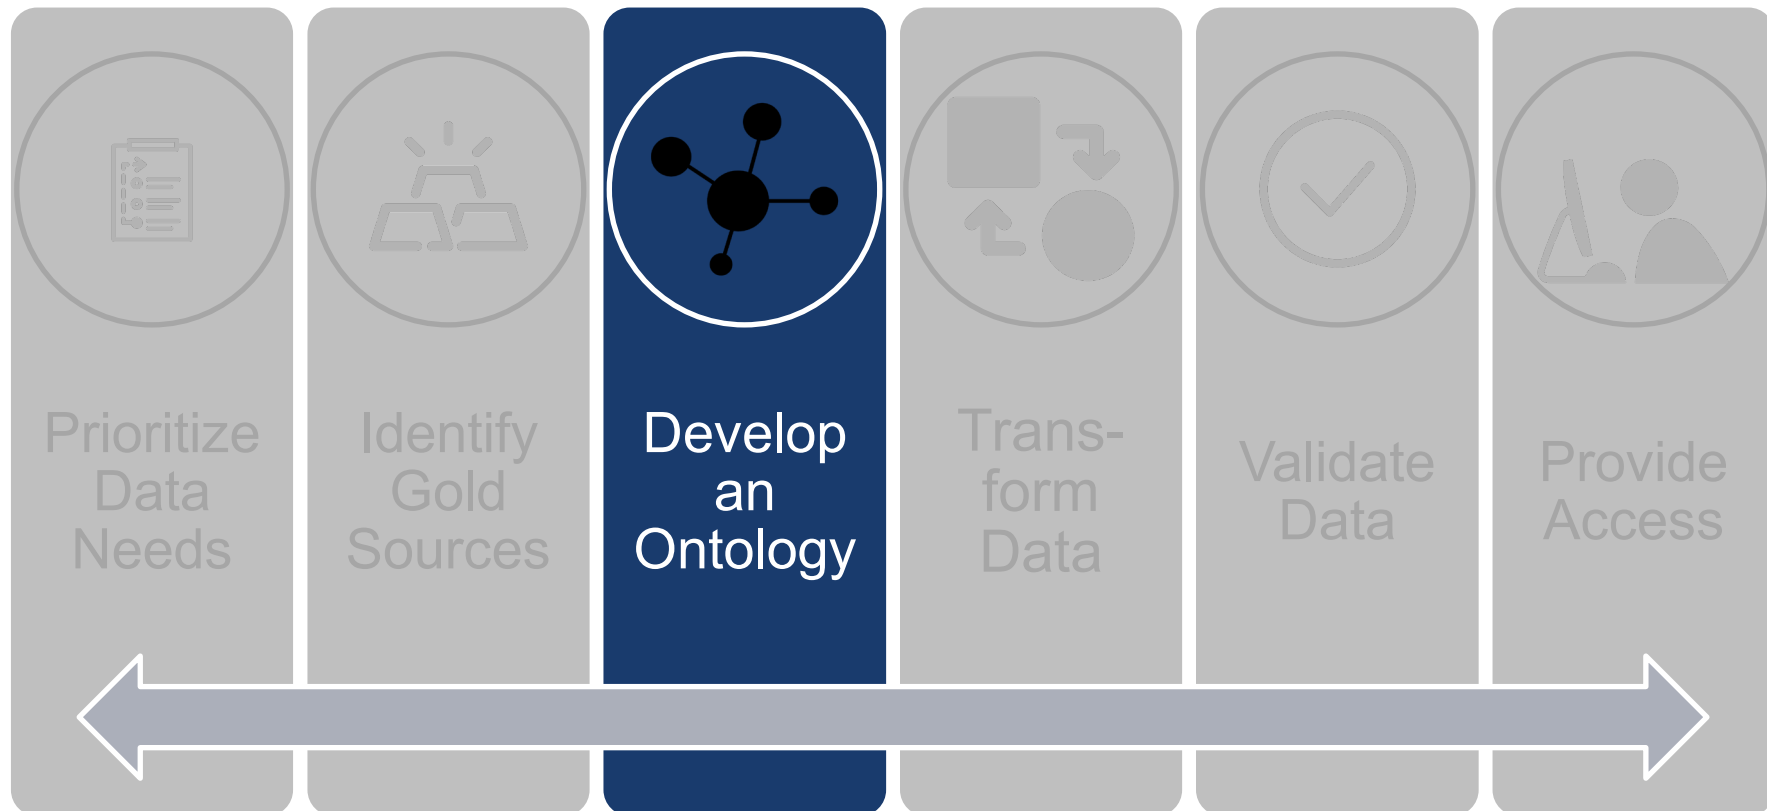 Prioritize
Data
Needs
Identify
Gold
Sources
Develop
an
Ontology
Trans-
form
Data
Validate
Data
Provide
Access